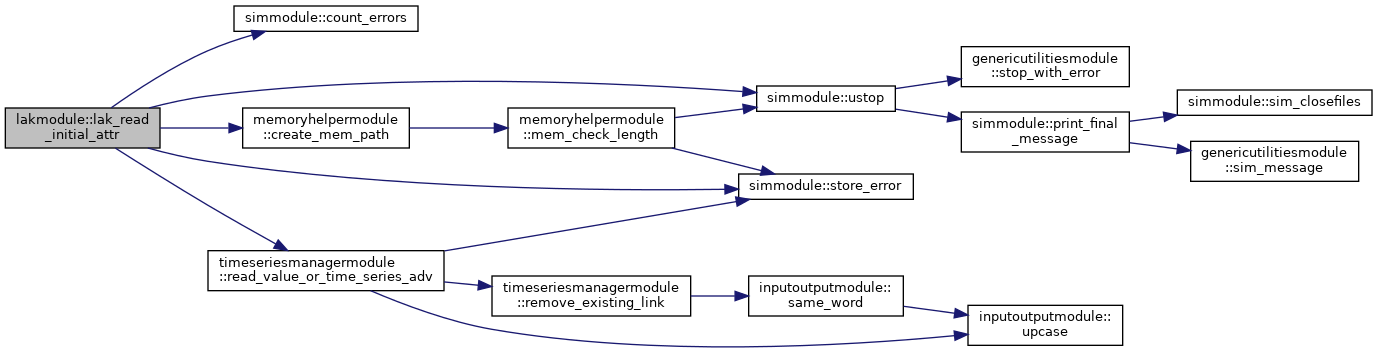 simmodule::count_errors
lakmodule::lak_read
_initial_attr
memoryhelpermodule
::create_mem_path
memoryhelpermodule
::mem_check_length
simmodule::ustop
genericutilitiesmodule
::stop_with_error
simmodule::print_final
_message
simmodule::sim_closefiles
genericutilitiesmodule
::sim_message
simmodule::store_error
timeseriesmanagermodule
::read_value_or_time_series_adv
timeseriesmanagermodule
::remove_existing_link
inputoutputmodule::
same_word
inputoutputmodule::
upcase